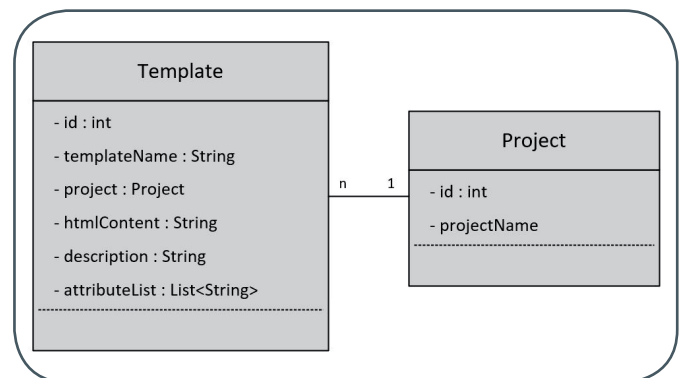 Template
- id : int
- templateName : String
- project : Project
- htmlContent : String
- description : String
- attributeList : List<String>
n 1
Project
- id : int
- projectName